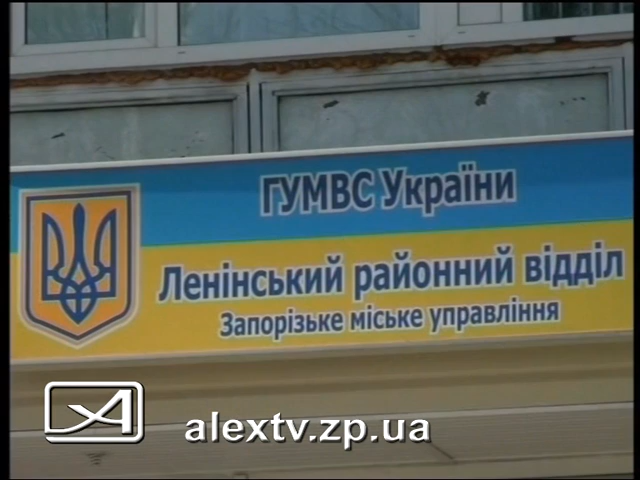 ГУМВС України
Ленінський районний відділ
Запорізьке міське управління
alextv.zp.ua